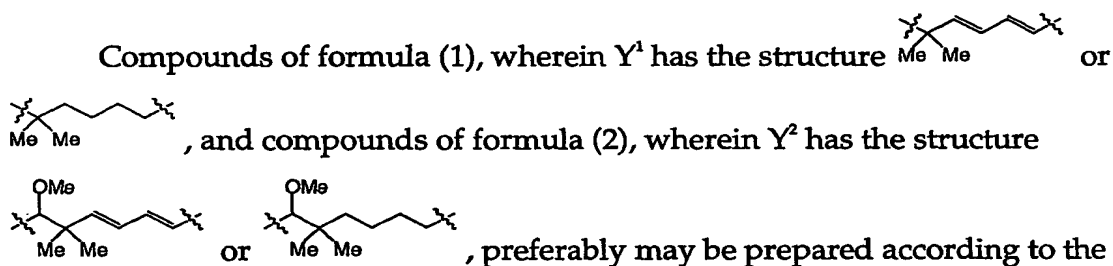 Compounds of formula (1), wherein Y¹ has the structure Me Me or
Me Me , and compounds of formula (2), wherein Y² has the structure
OMe OMe
Me Me or Me Me , preferably may be prepared according to the